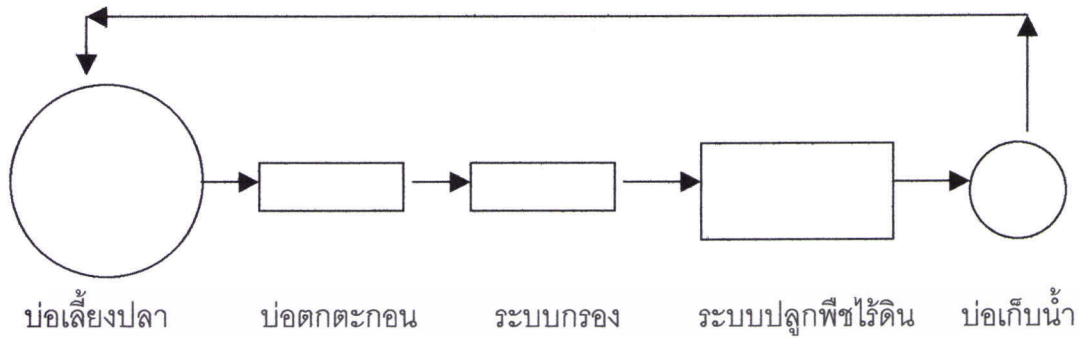 บ่อเลี้ยงปลา บ่อตกตะกอน ระบบกรอง ระบบปลูกพืชไร้ดิน บ่อเก็บน้ำ